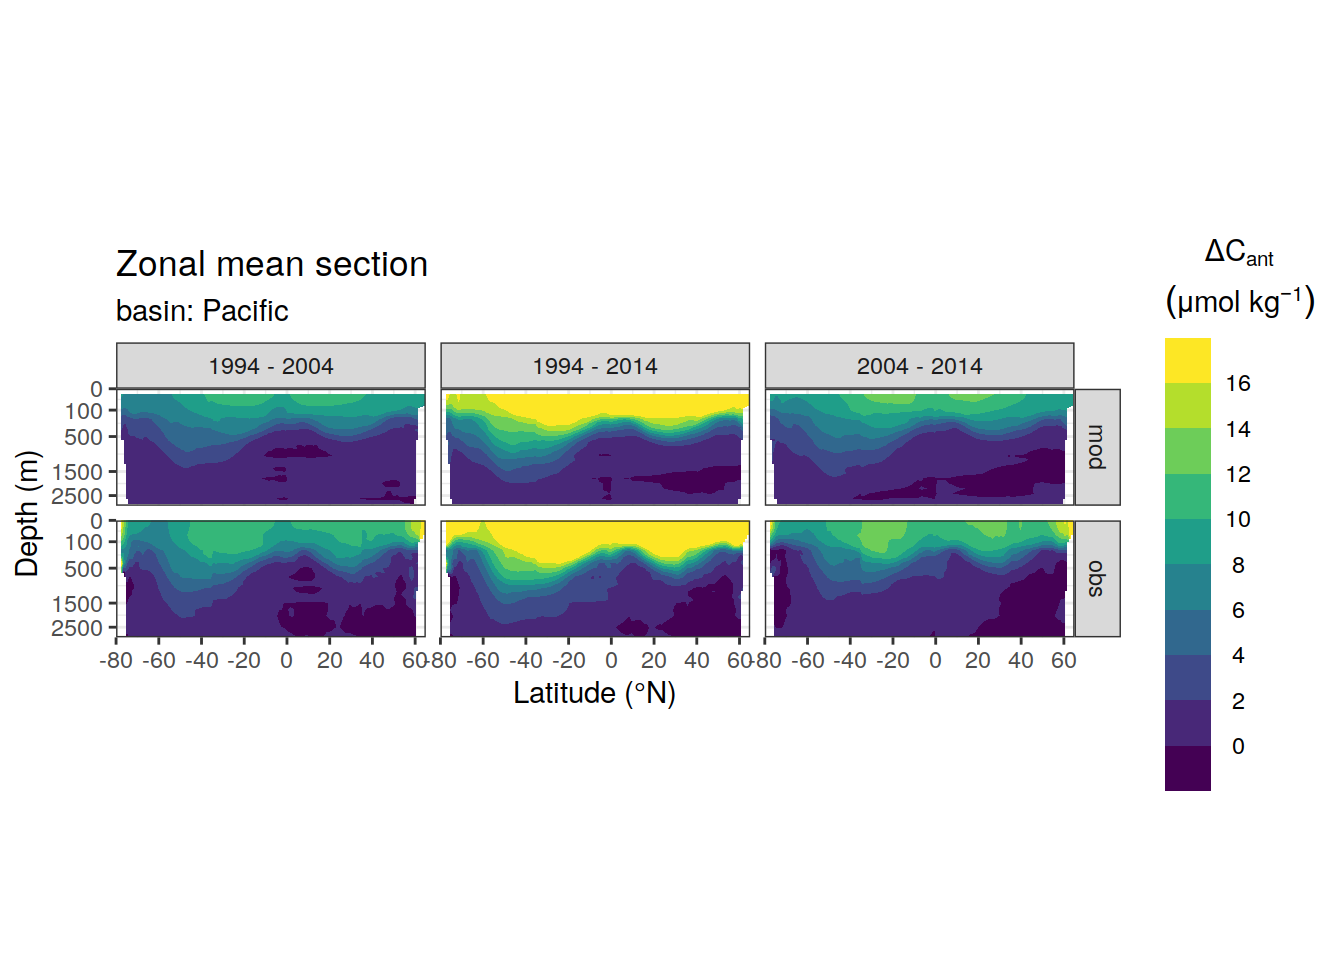 Zonal mean section
basin: Pacific
ΔCant
(μmol kg−1)
1994 - 2004
1994 - 2014
2004 - 2014
0
100
500
1500
2500
mod
0
100
500
1500
2500
obs
-80 -60 -40 -20 0 20 40 60
-80 -60 -40 -20 0 20 40 60
-80 -60 -40 -20 0 20 40 60
Depth (m)
Latitude (°N)
16
14
12
10
8
6
4
2
0